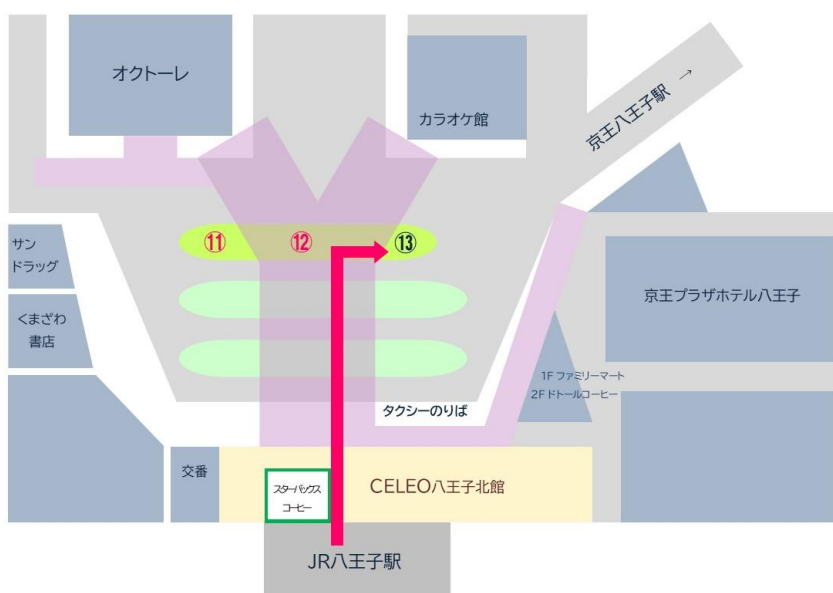 オクトーレ
カラオケ館
京王八王子駅 →
サン
ドラッグ
⑪
⑫
⑬
くまざわ
書店
京王プラザホテル八王子
1F ファミリーマート
2F ドトールコーヒー
タクシーのりば
交番
スターバックス
コーヒー
CELEO八王子北館
JR八王子駅